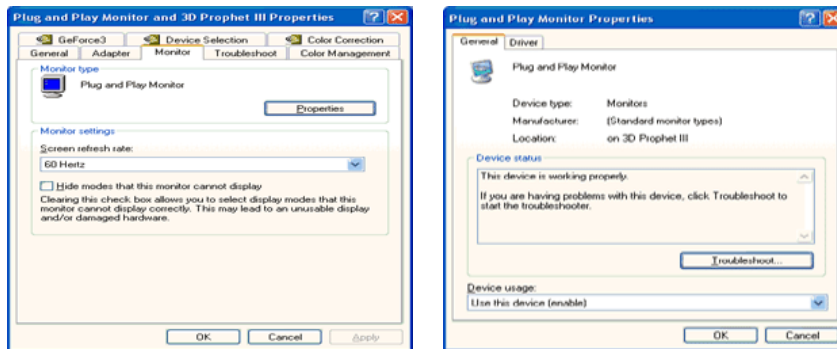 Plug and Play Monitor and 3D Prophet III Properties
GeForce3 Device Selection Color Correction
General Adapter Monitor Troubleshoot Color Management
Monitor type
Plug and Play Monitor
Properties
Monitor settings
Screen refresh rate:
60 Hertz
Hide modes that this monitor cannot display
Clearing this check box allows you to select display modes that this
monitor cannot display correctly. This may lead to an unusable display
and/or damaged hardware.
OK Cancel Apply
Plug and Play Monitor Properties
General Driver
Plug and Play Monitor
Device type: Monitors
Manufacturer: (Standard monitor types)
Location: on 3D Prophet III
Device status
This device is working properly.
If you are having problems with this device, click Troubleshoot to
start the troubleshooter.
Troubleshoot...
Device usage:
Use this device (enable)
OK Cancel